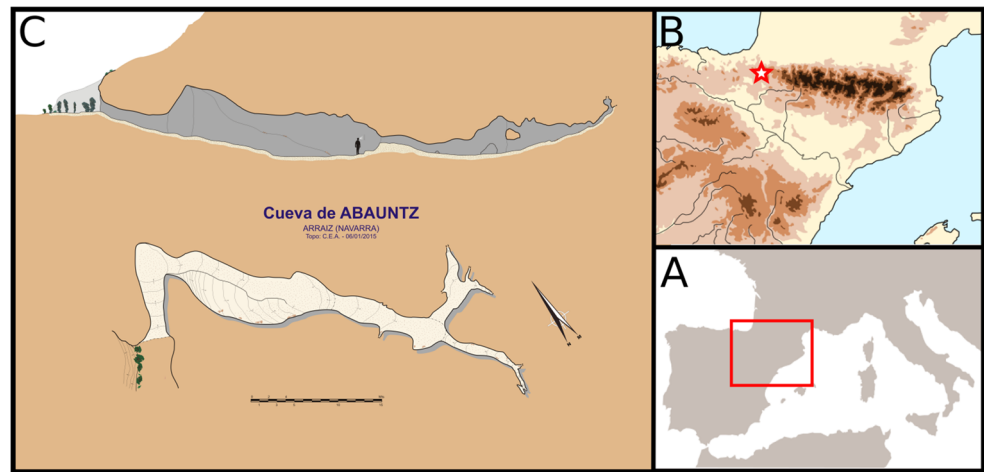 C
B
Cueva de ABAUNTZ
ARRAIZ (NAVARRA)
Topo: C.E.A. - 06/01/2015
A